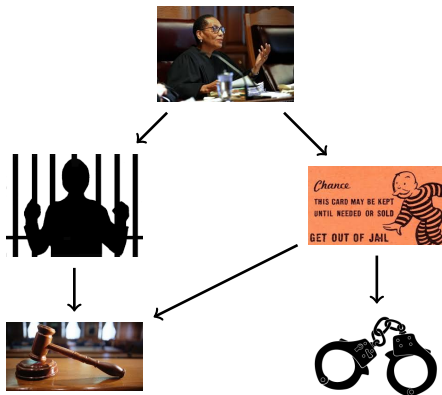 Chance
THIS CARD MAY BE KEPT
UNTIL NEEDED OR SOLD
GET OUT OF JAIL